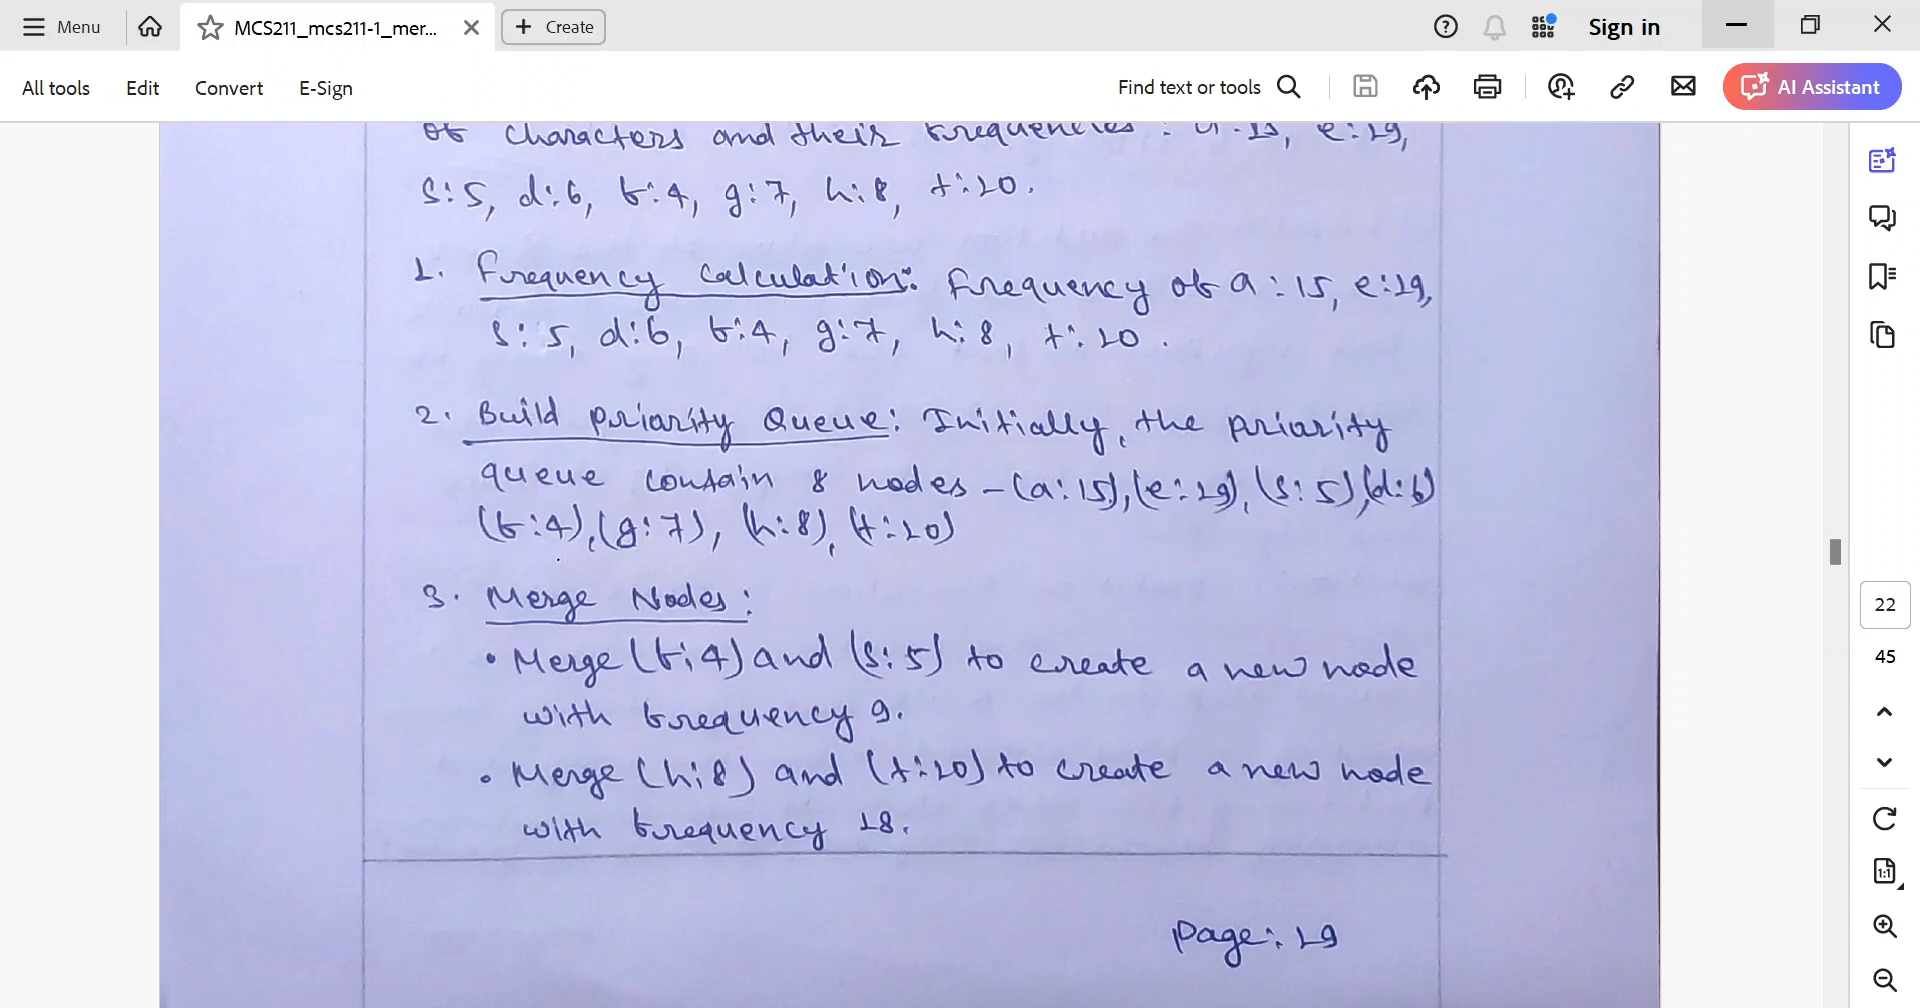 Menu
MCS211_mcs211-1_mer...
Create
Sign in
All tools
Edit
Convert
E-Sign
Find text or tools
AI Assistant
of characters and their frequencies : a:15, e:19,
s:5, d:6, f:4, g:7, h:8, t:10.
1. Frequency Calculation: Frequency of a:15, e:19,
s:5, d:6, f:4, g:7, h:8, t:10.
2. Build Priarity Queue: Initially, the priarity
queue contain 8 nodes - (a:15), (e:19), (s:5), (d:6)
(f:4), (g:7), (h:8), (t:10)
3. Merge Nodes:
• Merge (f:4) and (s:5) to create a new node
with frequency 9.
• Merge (h:8) and (t:10) to create a new node
with frequency 18.
Page: 19
22
45